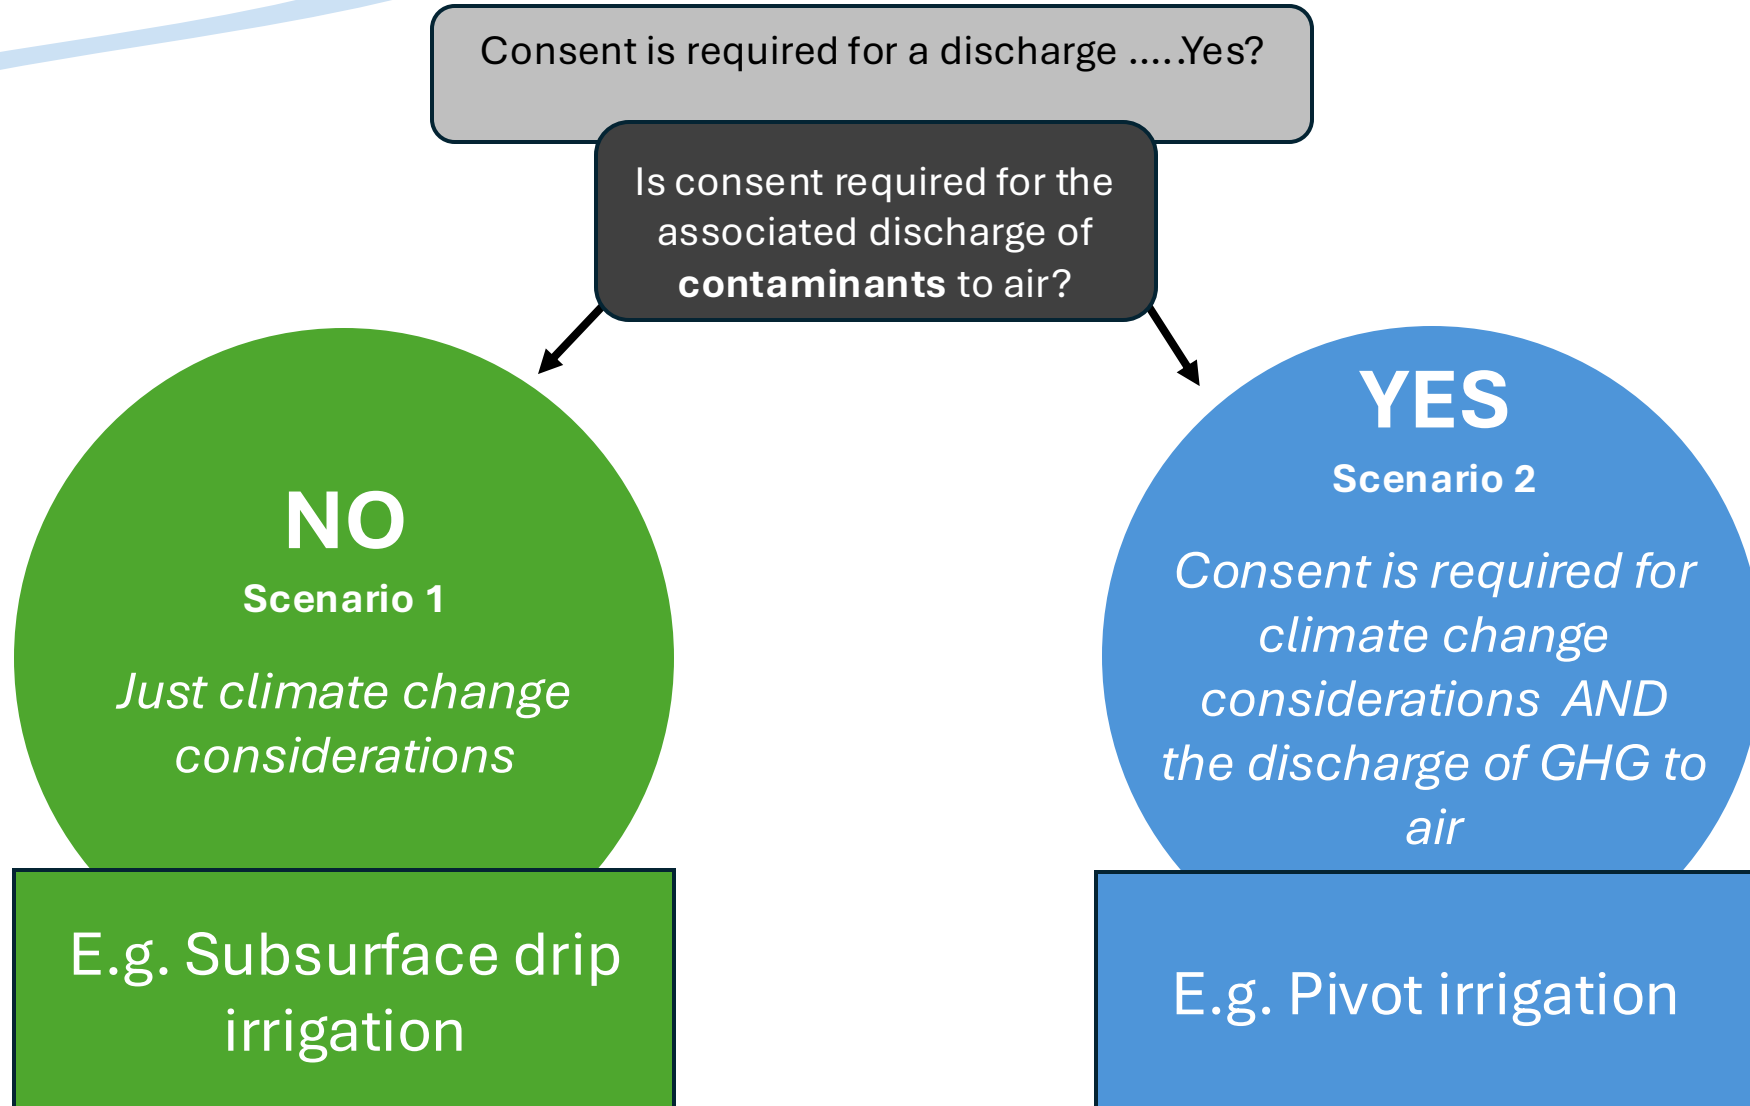 Consent is required for a discharge .....Yes?
Is consent required for the
associated discharge of
contaminants to air?
NO
Scenario 1
Just climate change
considerations
E.g. Subsurface drip
irrigation
YES
Scenario 2
Consent is required for
climate change
considerations AND
the discharge of GHG to
air
E.g. Pivot irrigation